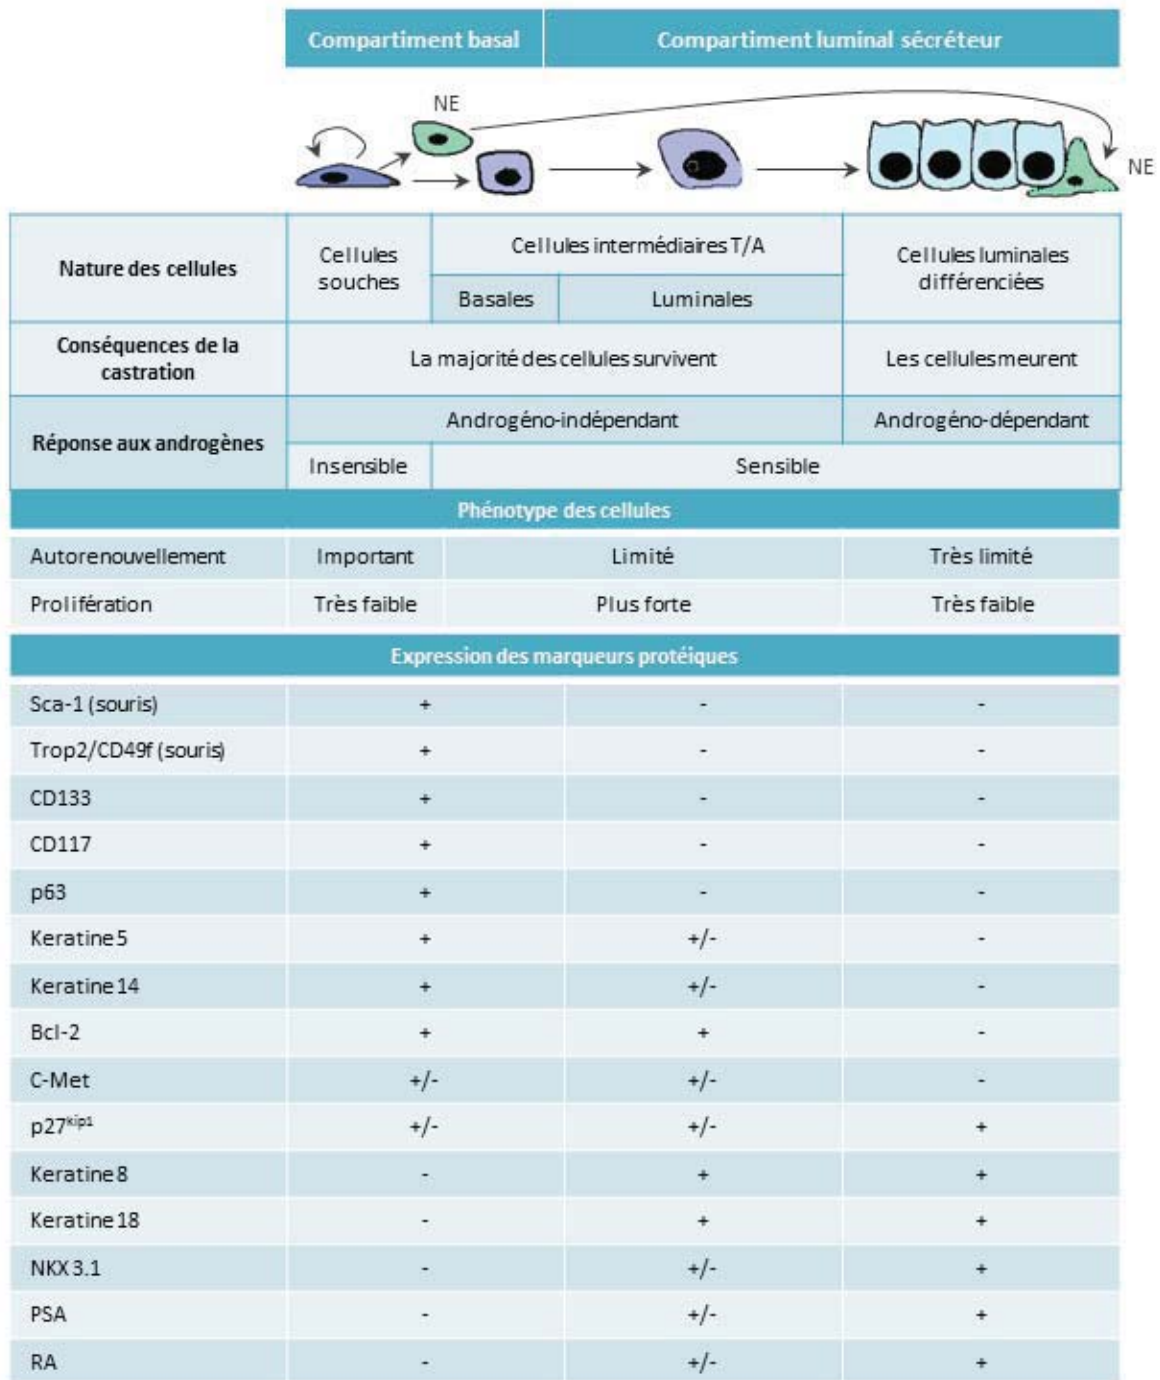 Compartiment basal Compartiment luminal sécréteur
NE
NE
Nature des cellules
Cellules souches
Cellules intermédiaires T/A
Basales Luminales
Cellules luminales différenciées
Conséquences de la castration
La majorité des cellules survivent
Les cellules meurent
Réponse aux androgènes
Androgéno-indépendant Androgéno-dépendant
Insensible Sensible
Phénotype des cellules
Autorenouvellement Important Limité Très limité
Prolifération Très faible Plus forte Très faible
Expression des marqueurs protéiques
Sca-1 (souris) + - -
Trop2/CD49f (souris) + - -
CD133 + - -
CD117 + - -
p63 + - -
Keratine 5 + +/- -
Keratine 14 + +/- -
Bcl-2 + + -
C-Met +/- +/- -
p27kip1 +/- +/- +
Keratine 8 - + +
Keratine 18 - + +
NKX 3.1 - +/- +
PSA - +/- +
RA - +/- +